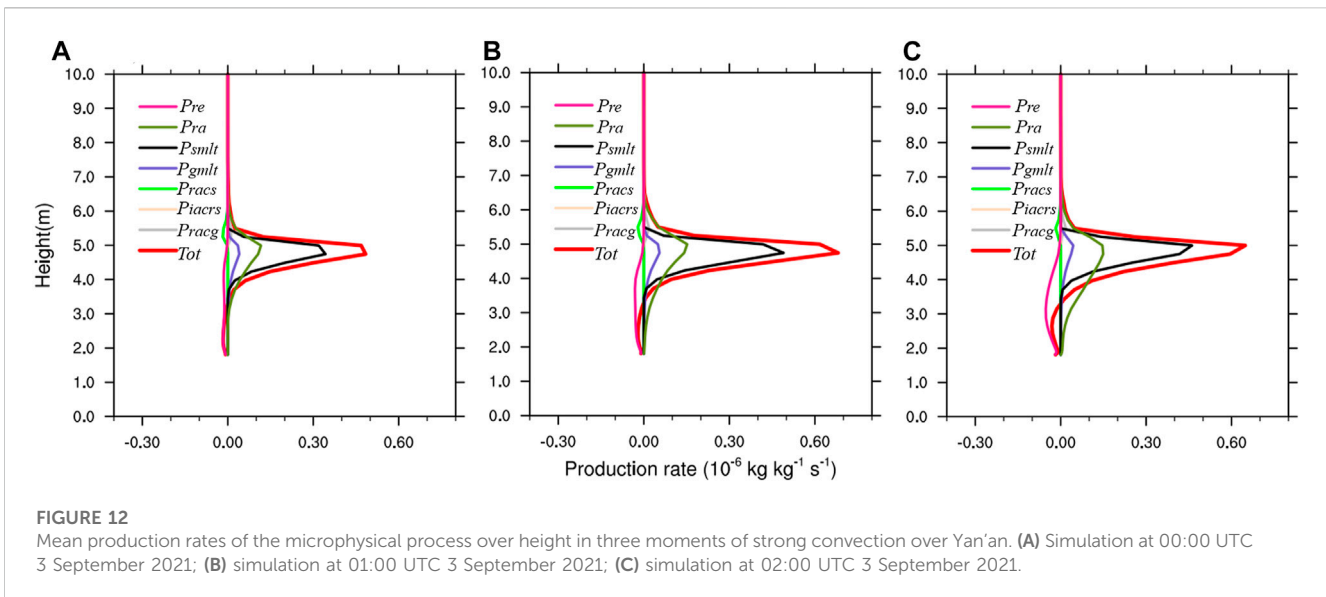 A
10.0
9.0
8.0
7.0
6.0
5.0
4.0
3.0
2.0
1.0
0.0
Height(m)
Pre
Pra
Psmlt
Pgmlt
Pracs
Piacrs
Pracg
Tot
-0.30 0.00 0.30 0.60
B
10.0
9.0
8.0
7.0
6.0
5.0
4.0
3.0
2.0
1.0
0.0
Pre
Pra
Psmlt
Pgmlt
Pracs
Piacrs
Pracg
Tot
-0.30 0.00 0.30 0.60
Production rate (10⁻⁶ kg kg⁻¹ s⁻¹)
C
10.0
9.0
8.0
7.0
6.0
5.0
4.0
3.0
2.0
1.0
0.0
Pre
Pra
Psmlt
Pgmlt
Pracs
Piacrs
Pracg
Tot
-0.30 0.00 0.30 0.60
FIGURE 12
Mean production rates of the microphysical process over height in three moments of strong convection over Yan'an. (A) Simulation at 00:00 UTC
3 September 2021; (B) simulation at 01:00 UTC 3 September 2021; (C) simulation at 02:00 UTC 3 September 2021.